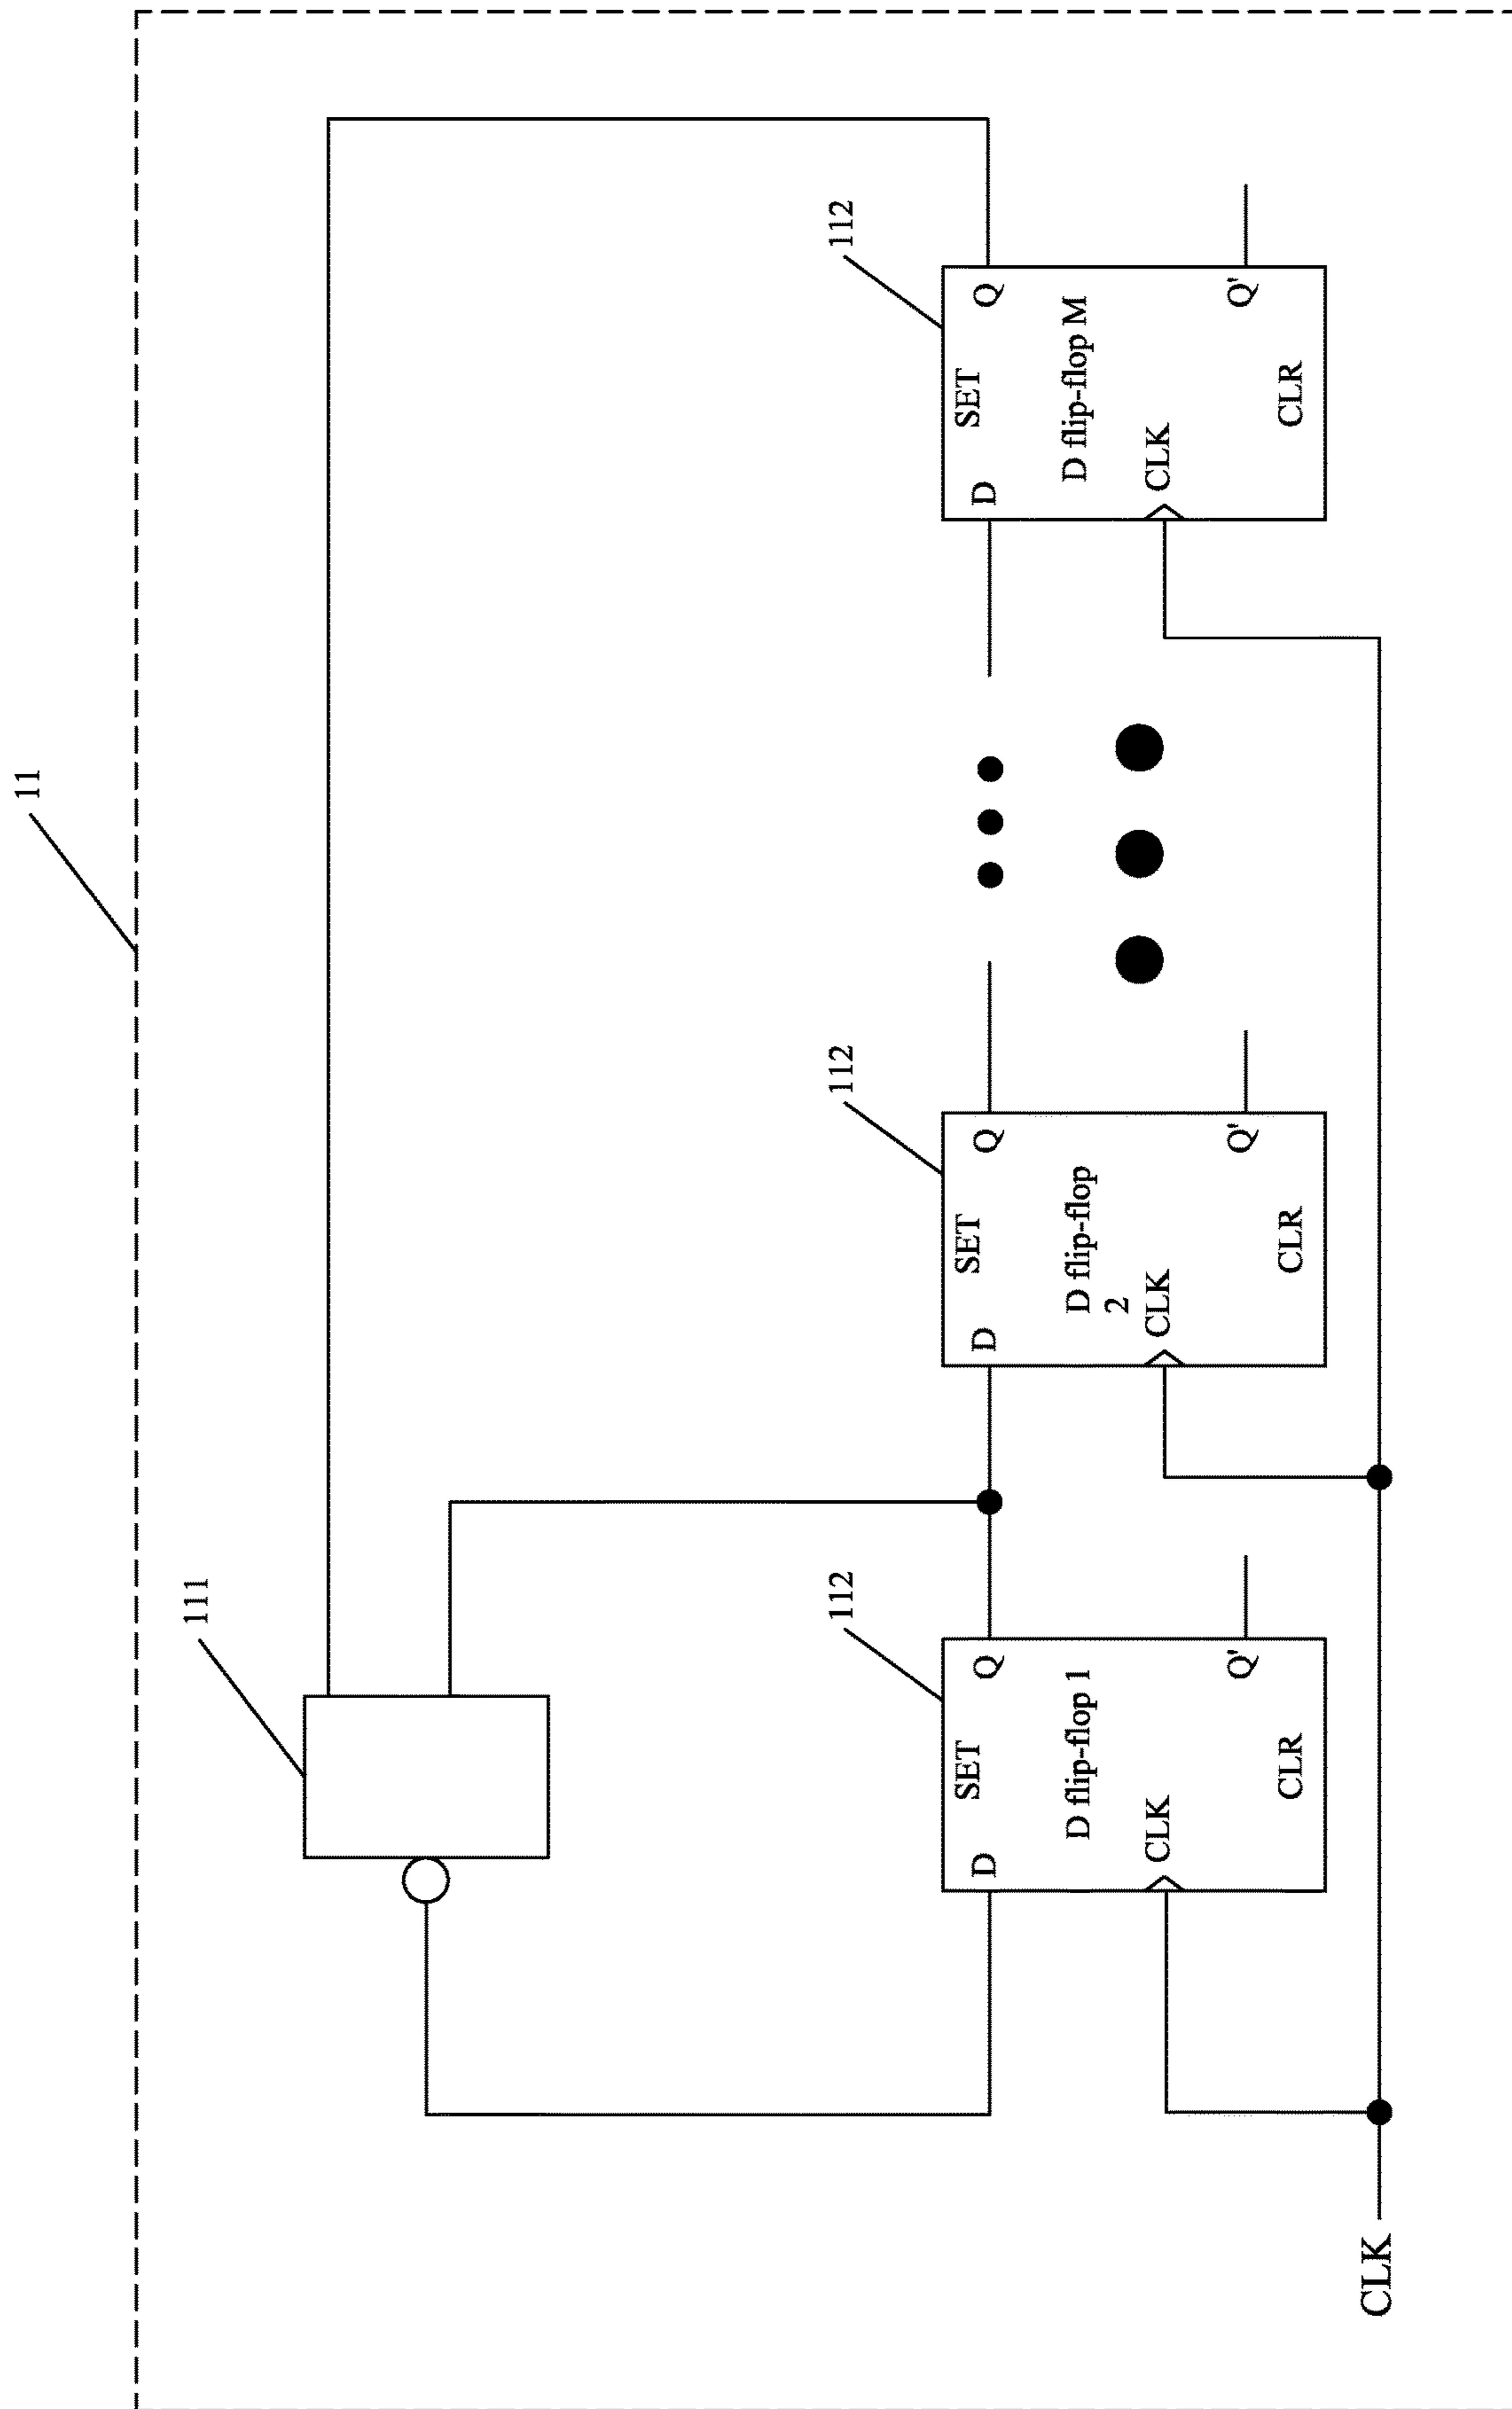 11
111
112
112
112
SET
D
Q
D flip-flop 1
CLK
Q'
CLR
SET
D
Q
D flip-flop
2
CLK
Q'
CLR
SET
D
Q
D flip-flop M
CLK
Q'
CLR
CLK